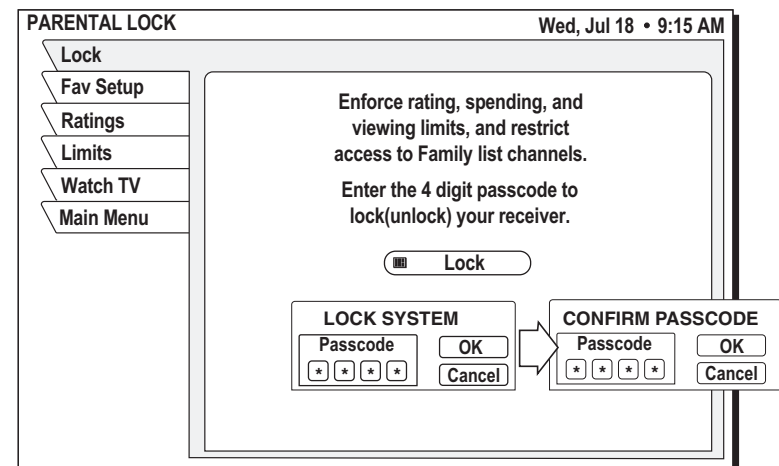 PARENTAL LOCK
Wed, Jul 18 • 9:15 AM
Lock
Fav Setup
Ratings
Limits
Watch TV
Main Menu
Enforce rating, spending, and
viewing limits, and restrict
access to Family list channels.
Enter the 4 digit passcode to
lock(unlock) your receiver.
Lock
LOCK SYSTEM
Passcode
* * * *
OK
Cancel
CONFIRM PASSCODE
Passcode
* * * *
OK
Cancel